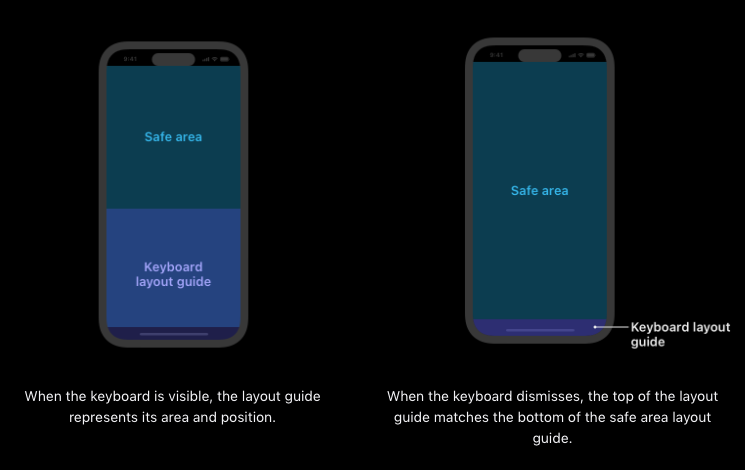 9:41
Safe area
Keyboard
layout guide
When the keyboard is visible, the layout guide
represents its area and position.
9:41
Safe area
Keyboard layout
guide
When the keyboard dismisses, the top of the layout
guide matches the bottom of the safe area layout
guide.